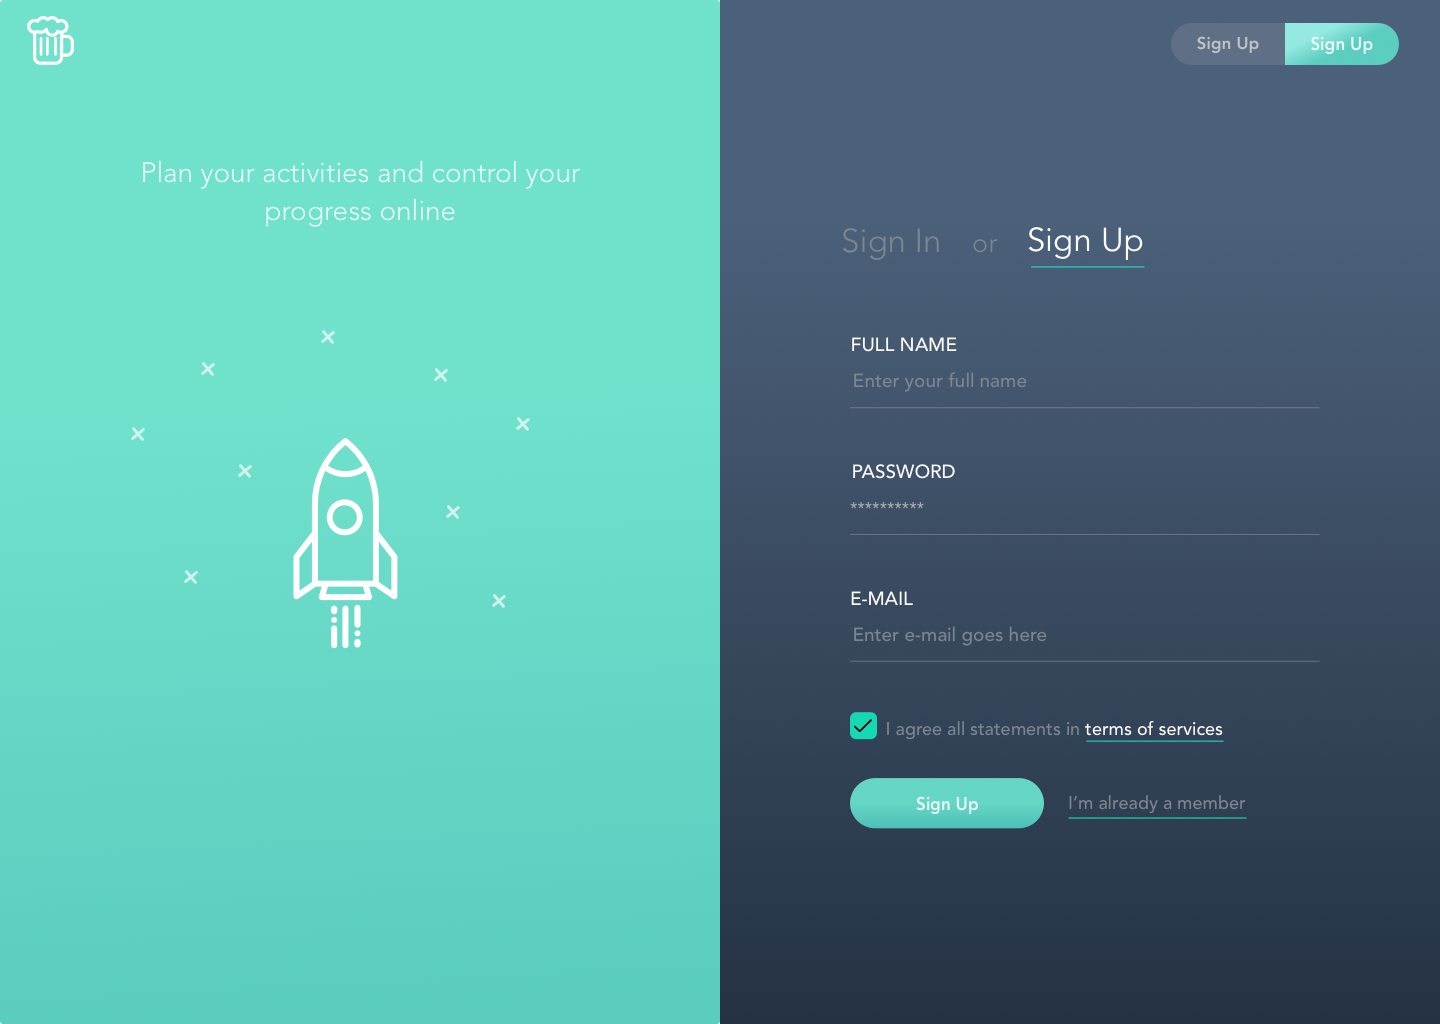 Sign Up Sign Up
Plan your activities and control your
progress online
Sign In or Sign Up
FULL NAME
Enter your full name
PASSWORD
**********
E-MAIL
Enter e-mail goes here
I agree all statements in terms of services
Sign Up I’m already a member